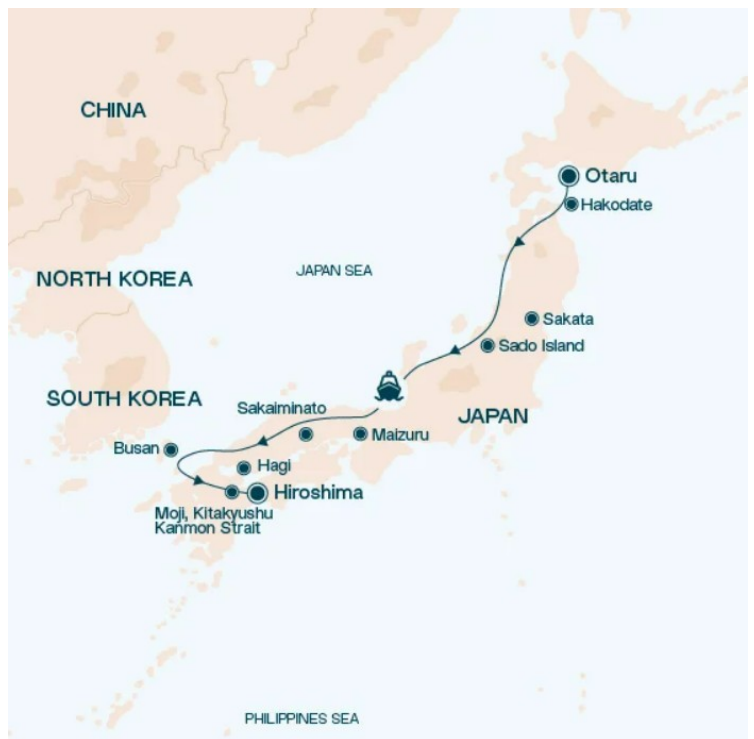 CHINA
Otaru
Hakodate
JAPAN SEA
NORTH KOREA
Sakata
Sado Island
SOUTH KOREA
Sakaiminato
JAPAN
Maizuru
Busan
Hagi
Hiroshima
Moji, Kitakyushu
Kanmon Strait
PHILIPPINES SEA